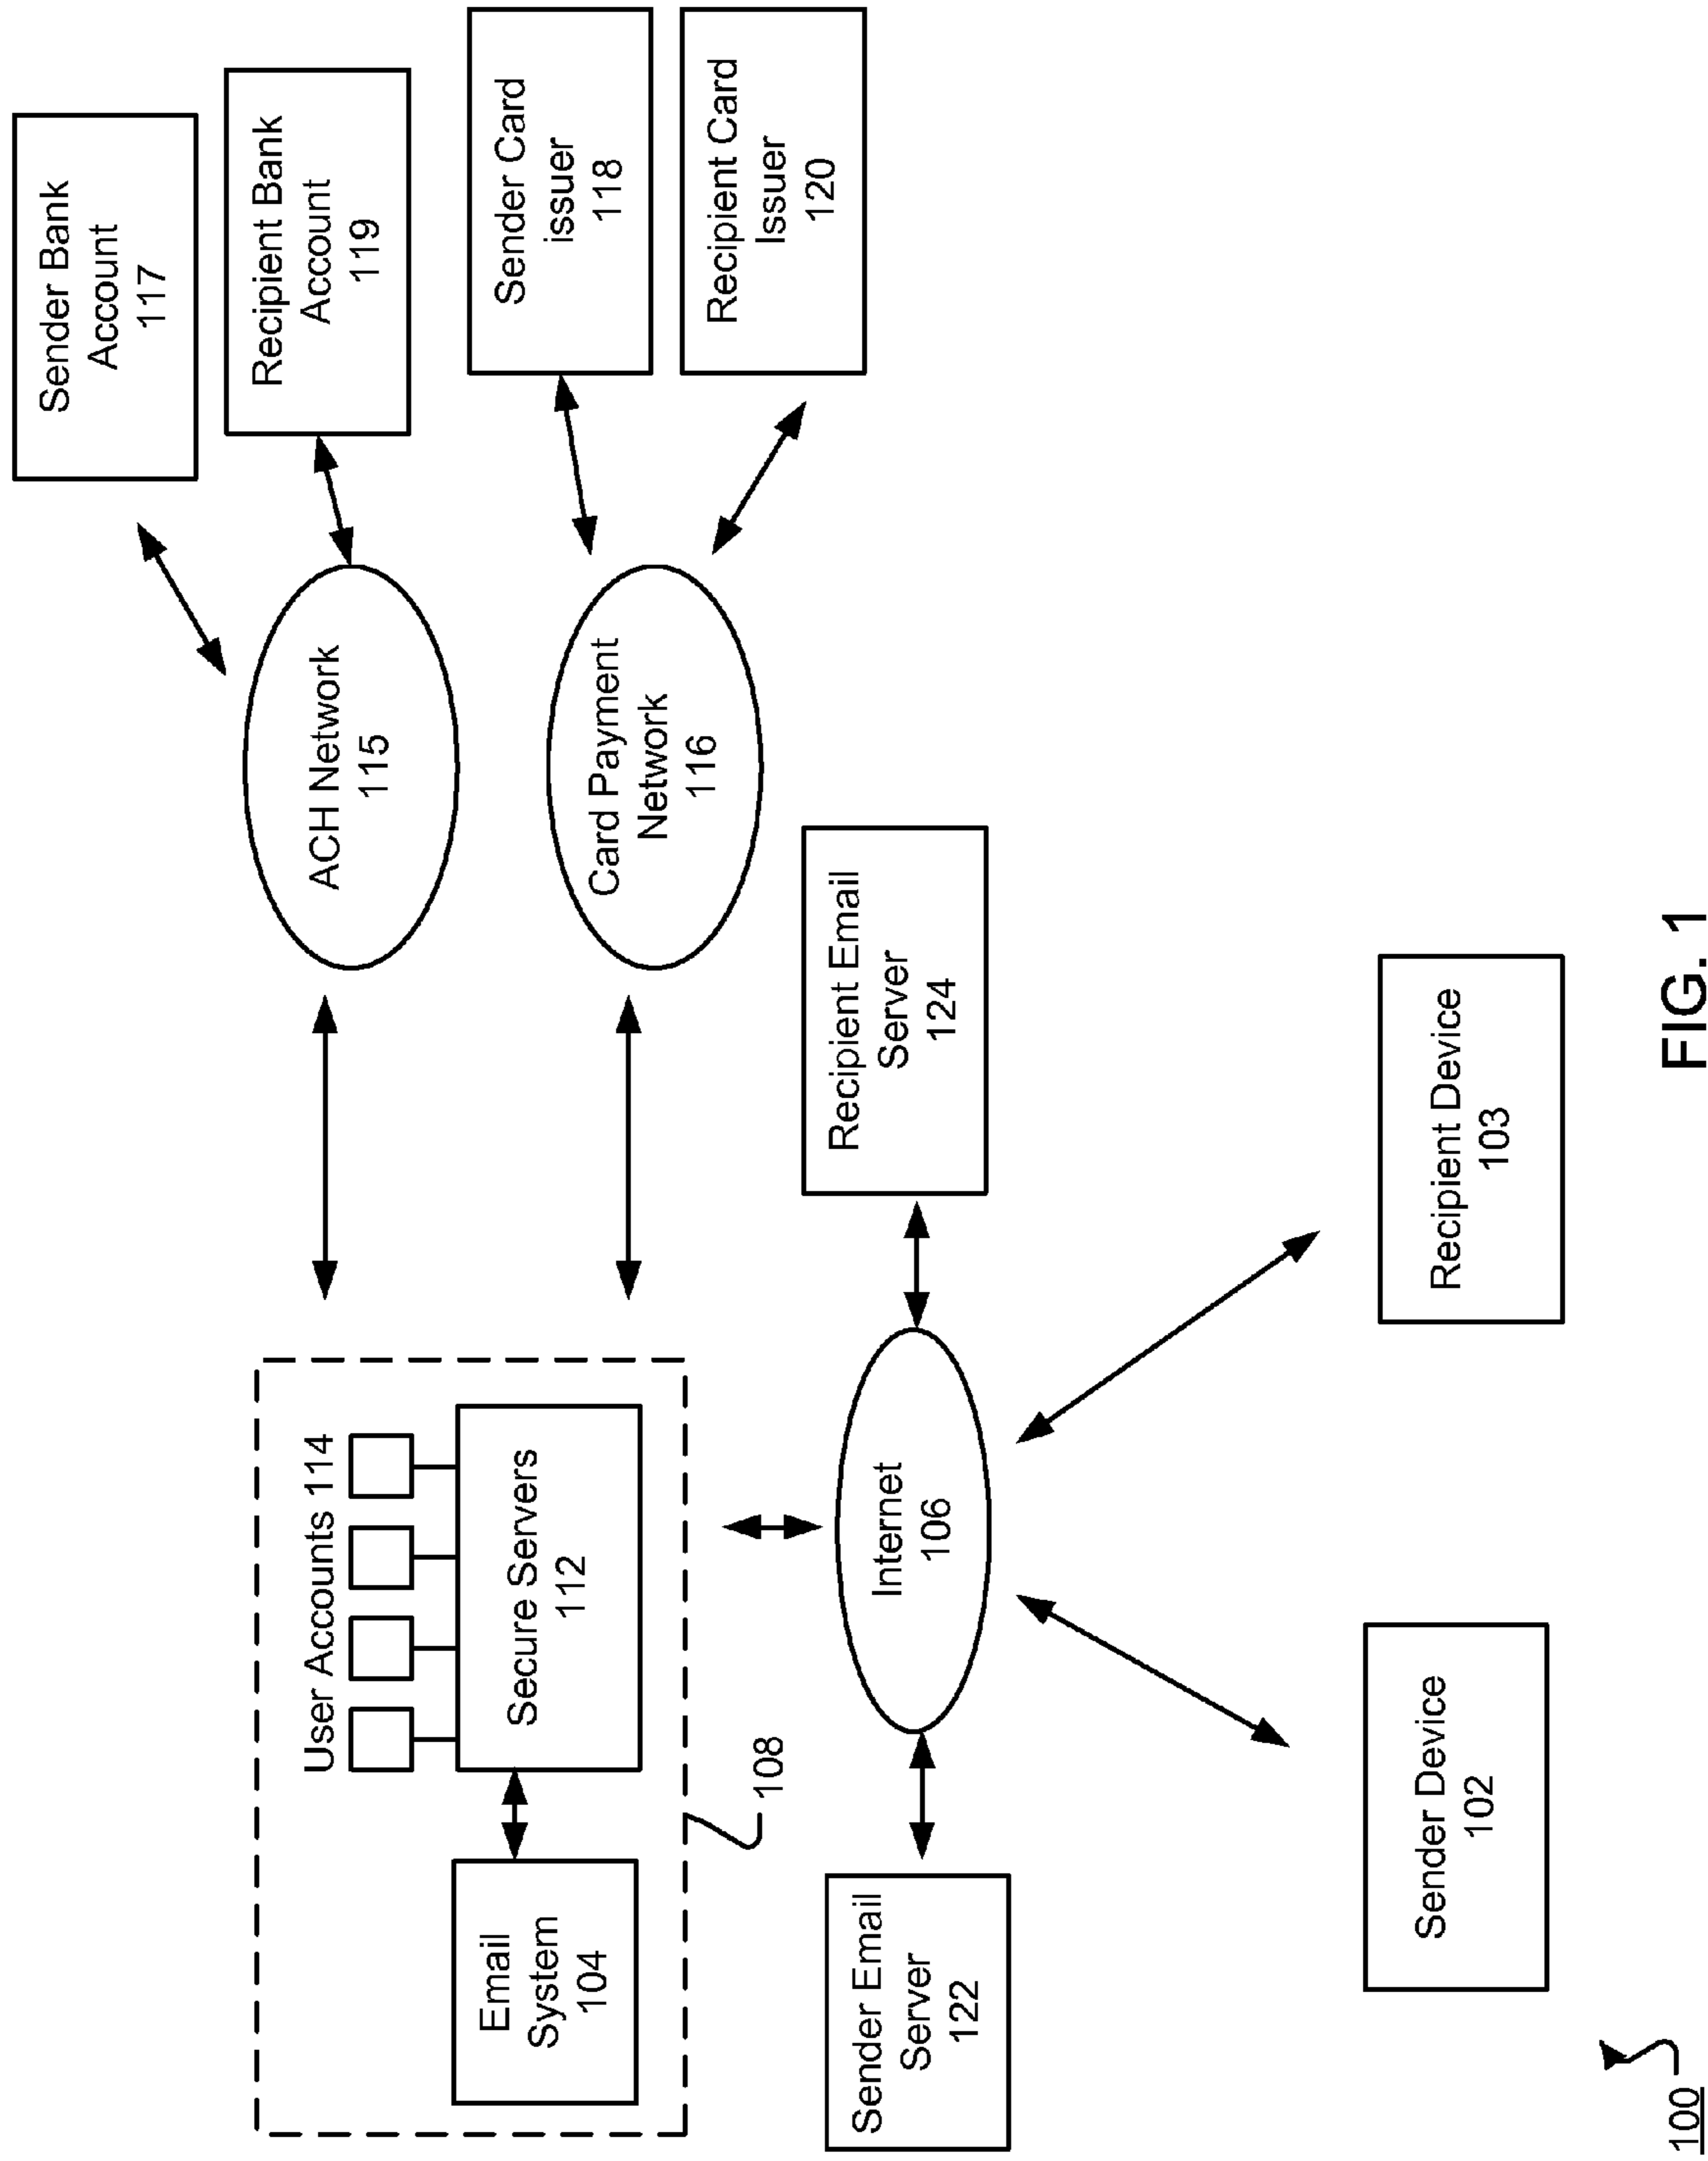 Sender Bank
Account
117
Recipient Bank
Account
119
Sender Card
issuer
118
Recipient Card
Issuer
120
ACH Network
115
Card Payment
Network
116
User Accounts 114
Secure Servers
112
Email
System
104
108
Recipient Email
Server
124
Internet
106
Sender Email
Server
122
Recipient Device
103
Sender Device
102
100
FIG. 1